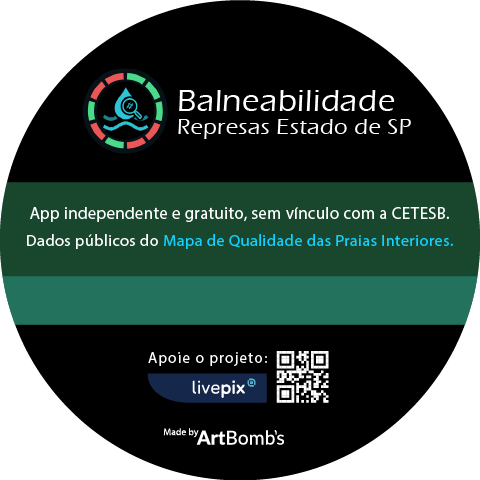 Balneabilidade
Represas Estado de SP
App independente e gratuito, sem vínculo com a CETESB.
Dados públicos do Mapa de Qualidade das Praias Interiores.
Apoie o projeto:
livepix
Made by ArtBomb's